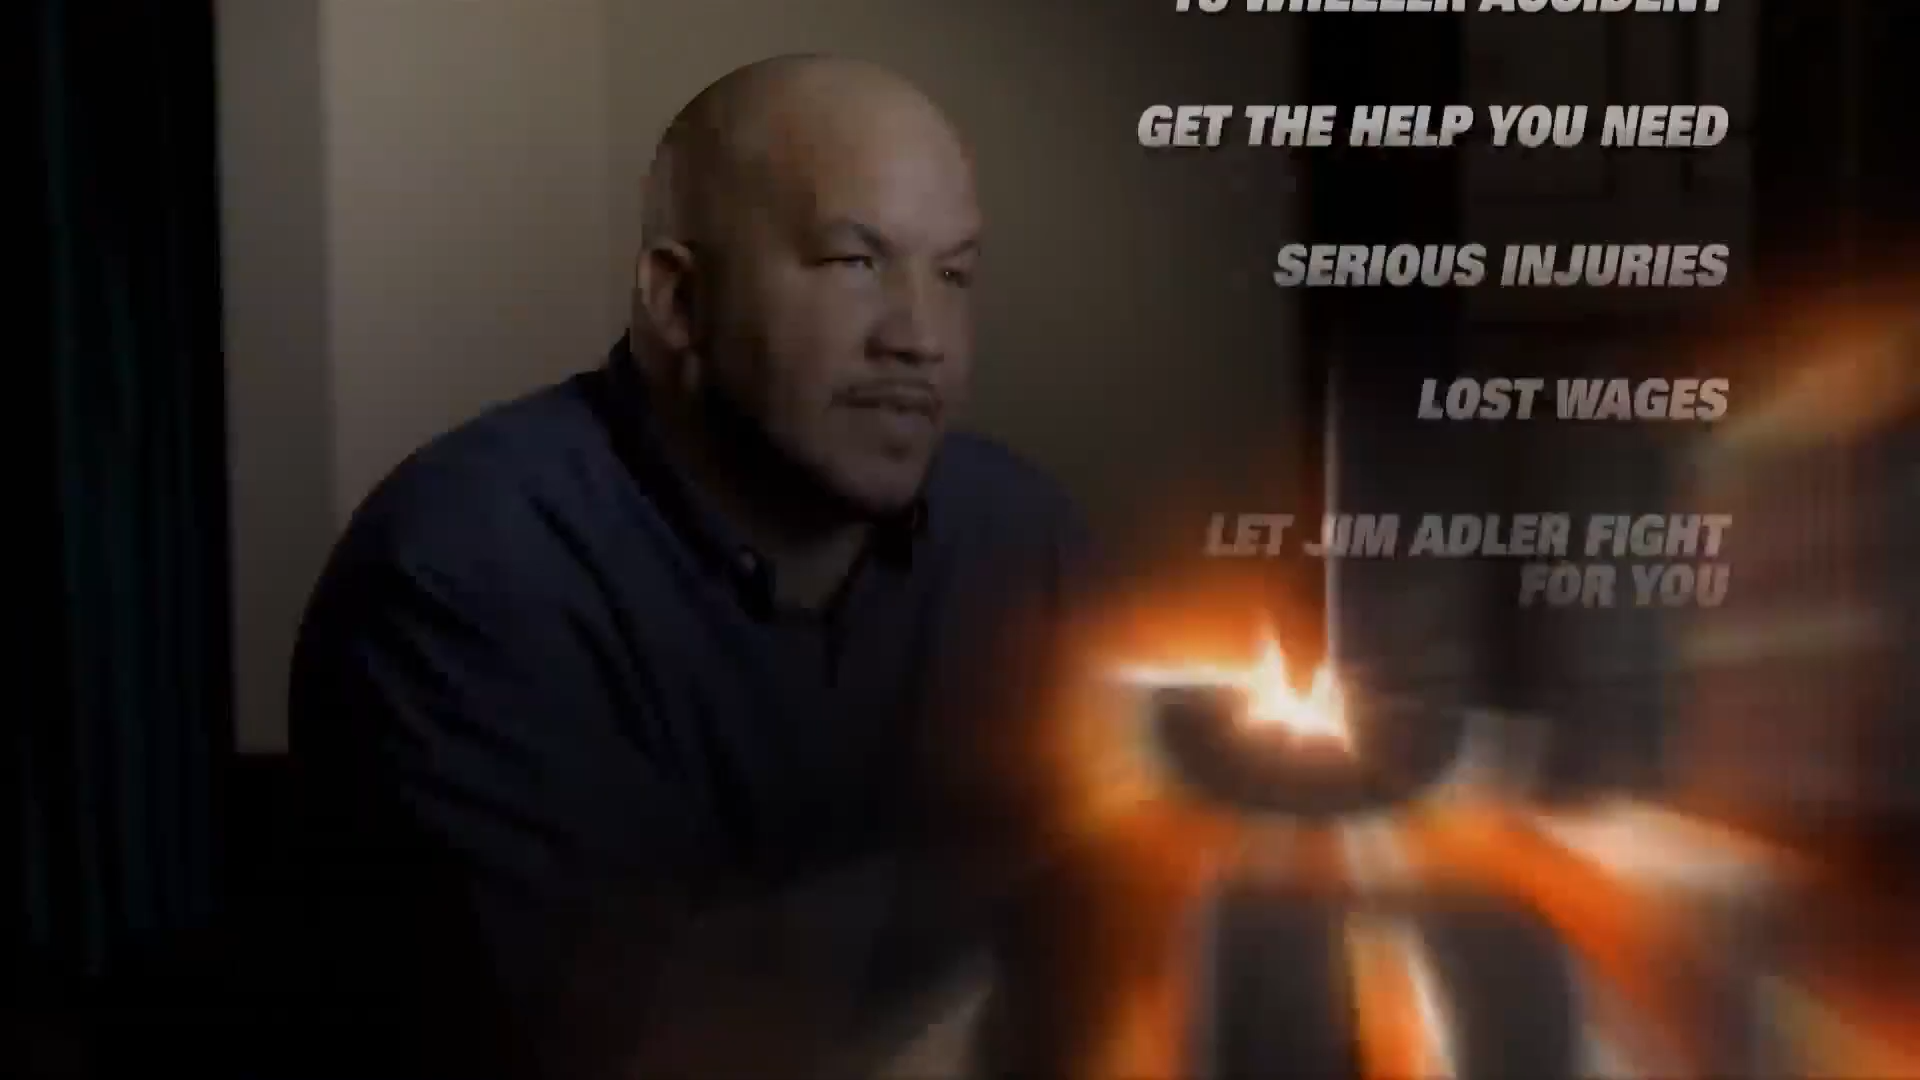 GET THE HELP YOU NEED
SERIOUS INJURIES
LOST WAGES
LET JIM ADLER FIGHT
FOR YOU